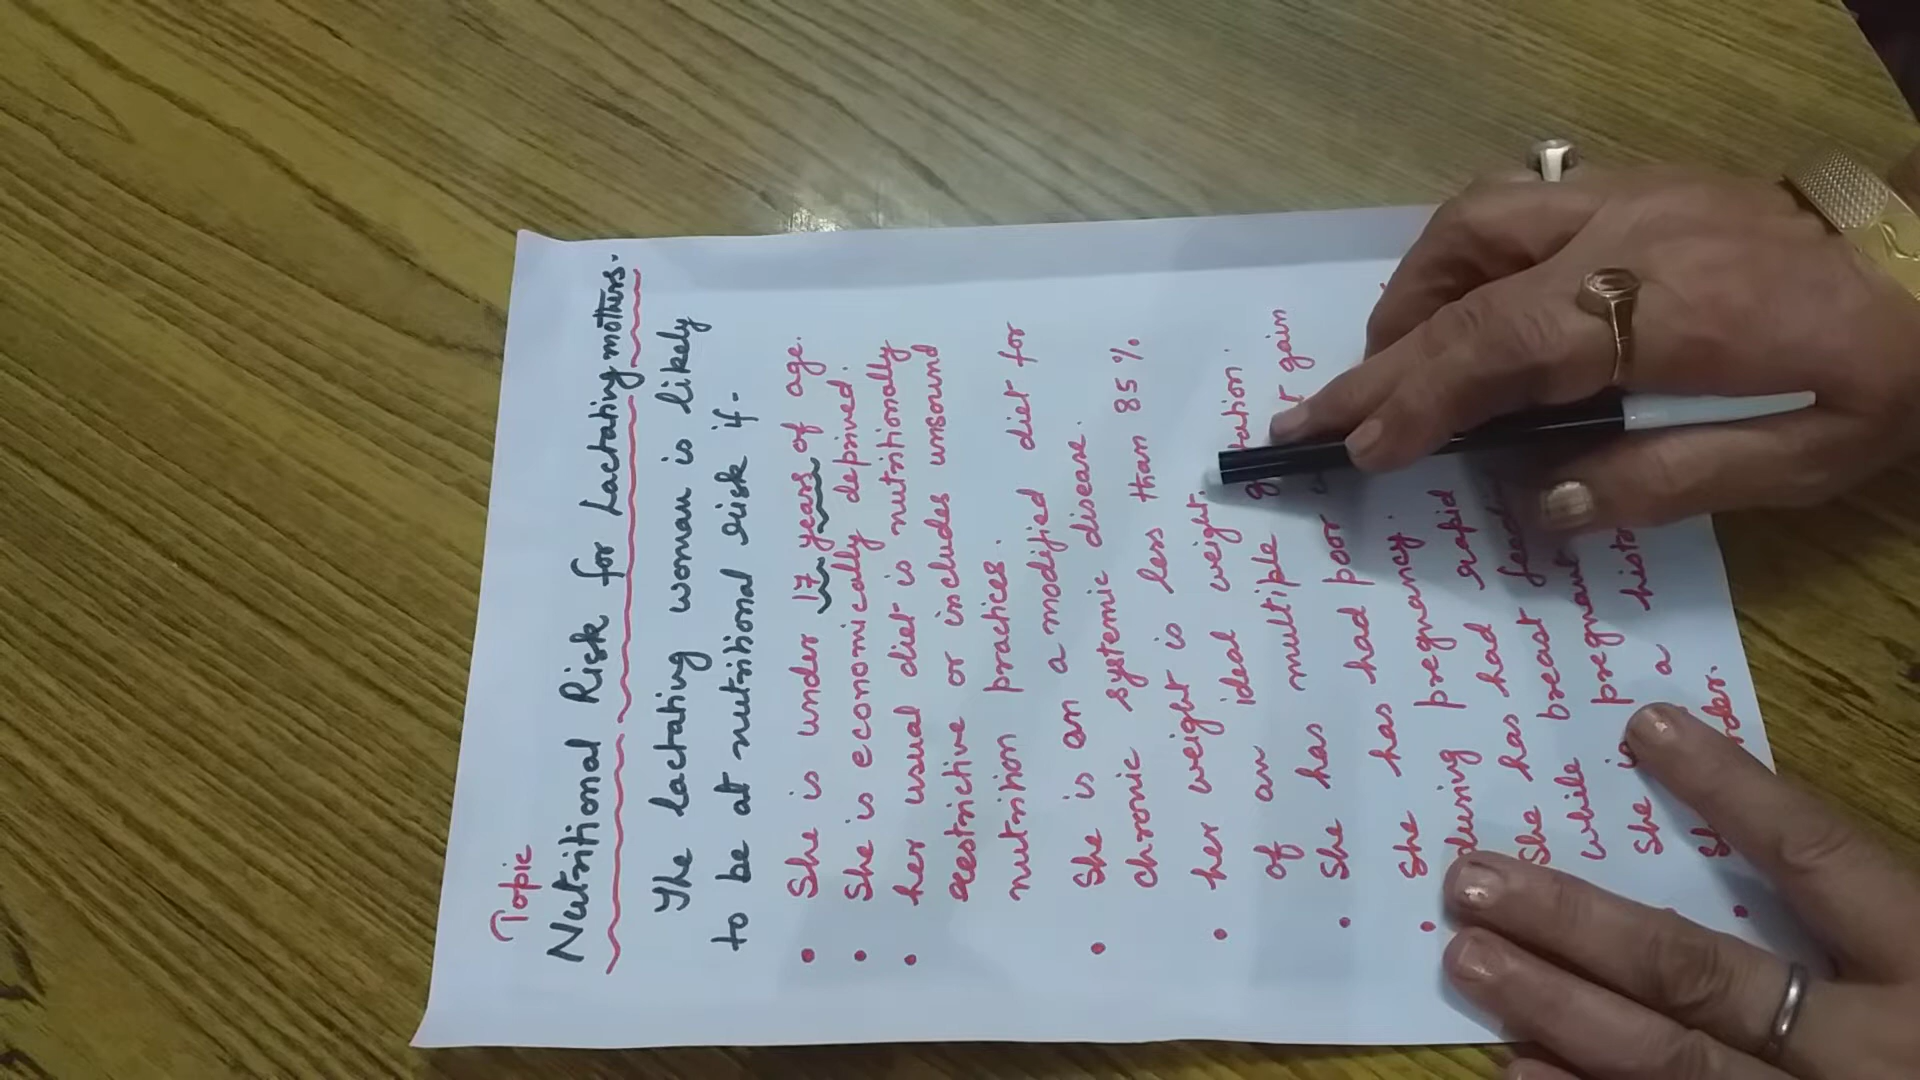 Topic
Nutritional Risk for Lactating mothers.
The lactating woman is likely
to be at nutritional risk if.
• She is under 17 years of age.
• She is economically deprived.
• her usual diet is nutritionally
restrictive or includes unsound
nutrition practices.
• She is an a modified diet for
chronic systemic disease.
• her weight is less than 85%
of an ideal weight.
• She has multiple
• She has had poor gain
during pregnancy.
She has had rapid
while breast
She is pregnant
a